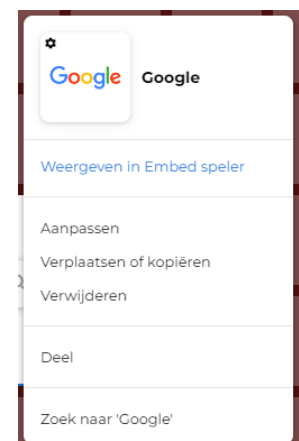 Google Google
Weergeven in Embed speler
Aanpassen
Verplaatsen of kopiëren
Verwijderen
Deel
Zoek naar 'Google'